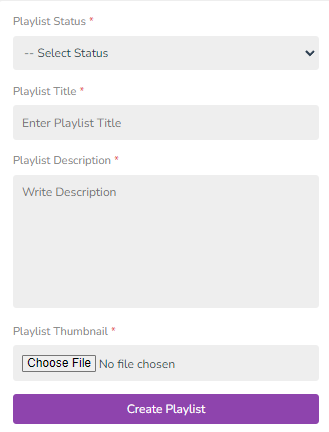 Playlist Status *
-- Select Status
Playlist Title *
Enter Playlist Title
Playlist Description *
Write Description
Playlist Thumbnail *
Choose File No file chosen
Create Playlist